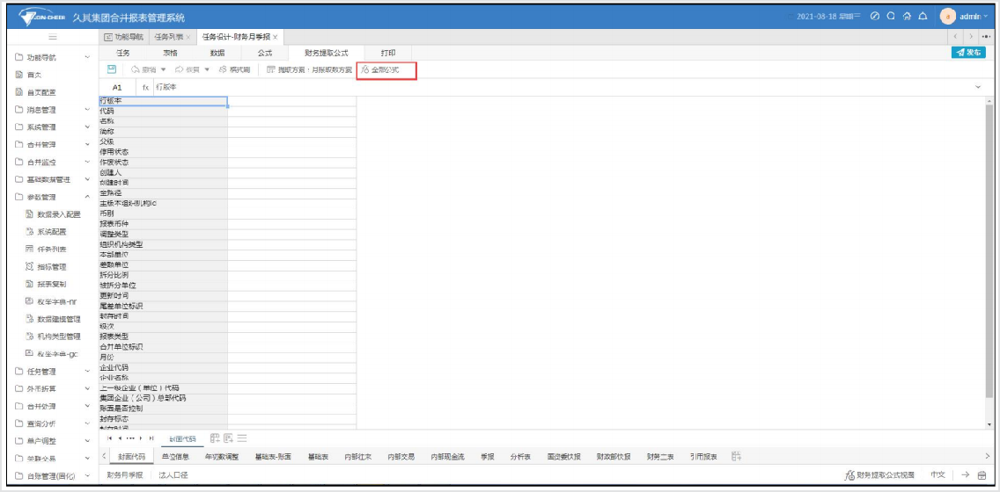 久其集团合并报表管理系统
2021-08-18 星期三
admin
功能导航
任务列表 ×
任务设计-财务月季报 ×
功能导航
任务
表格
数据
公式
财务提取公式
打印
发布
首页
撤销
恢复
格式刷
提取方案:月报取数方案
全部公式
首页配置
A1
fx
行版本
消息管理
系统管理
合并管理
合并监控
基础数据管理
参数管理
数据录入配置
系统配置
任务列表
指标管理
报表复制
枚举字典-nr
数据建模管理
机构类型管理
枚举字典-gc
任务管理
外币折算
合并处理
查询分析
单户调整
关联交易
台账管理(固化)
行版本
代码
名称
简称
父级
停用状态
作废状态
创建人
创建时间
全路径
主版本组织机构ID
币别
报表币种
调整类型
组织机构类型
本部单位
差额单位
拆分比例
被拆分单位
更新时间
尾差单位标识
封存时间
级次
报表类型
合并单位标识
月份
企业代码
企业名称
上一级企业(单位)代码
集团企业(公司)总部代码
账面是否控制
封存标志
封存时间
封面代码
封面代码
单位信息
年初数调整
基础表-账面
基础表
内部往来
内部交易
内部现金流
季报
分析表
国资委快报
财政部快报
财务二表
引用报表
财务月季报
法人口径
财务提取公式视图
中文